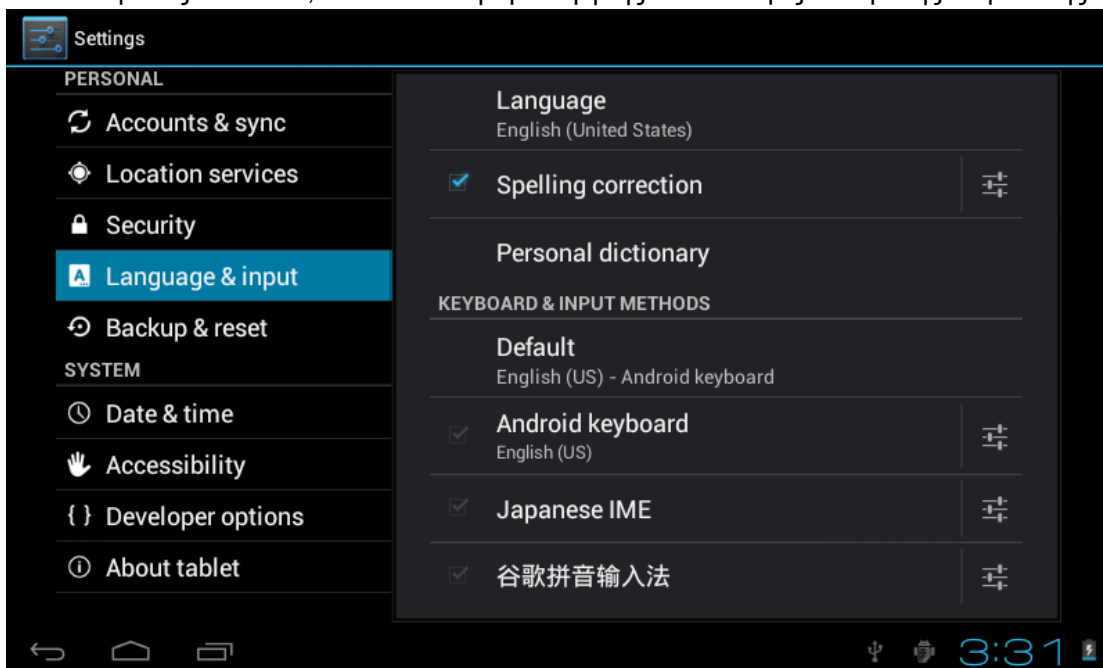 Settings
PERSONAL
Accounts & sync
Location services
Security
Language & input
Backup & reset
SYSTEM
Date & time
Accessibility
{ } Developer options
About tablet
Language
English (United States)
Spelling correction
Personal dictionary
KEYBOARD & INPUT METHODS
Default
English (US) - Android keyboard
Android keyboard
English (US)
Japanese IME
谷歌拼音输入法
3:31